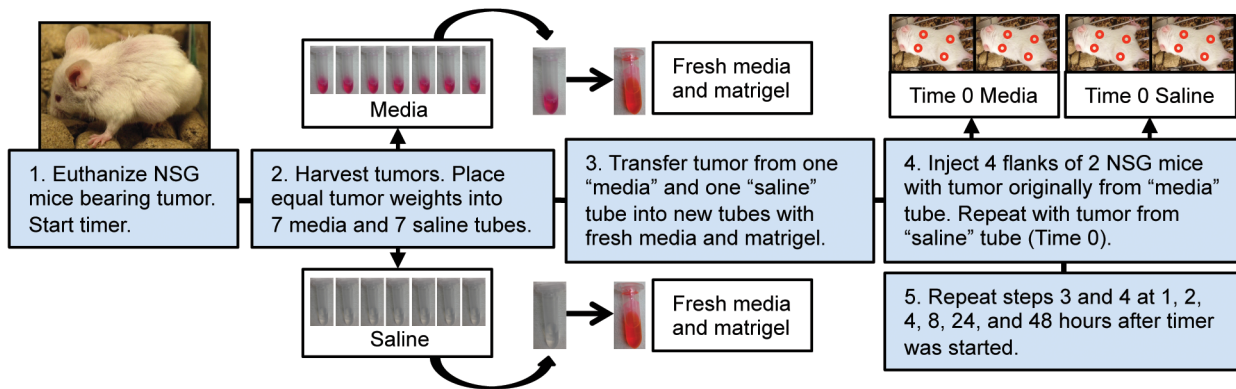 Media
Fresh media
and matrigel
Time 0 Media
Time 0 Saline
1. Euthanize NSG
mice bearing tumor.
Start timer.
2. Harvest tumors. Place
equal tumor weights into
7 media and 7 saline tubes.
3. Transfer tumor from one
“media” and one “saline”
tube into new tubes with
fresh media and matrigel.
4. Inject 4 flanks of 2 NSG mice
with tumor originally from “media”
tube. Repeat with tumor from
“saline” tube (Time 0).
Saline
Fresh media
and matrigel
5. Repeat steps 3 and 4 at 1, 2,
4, 8, 24, and 48 hours after timer
was started.